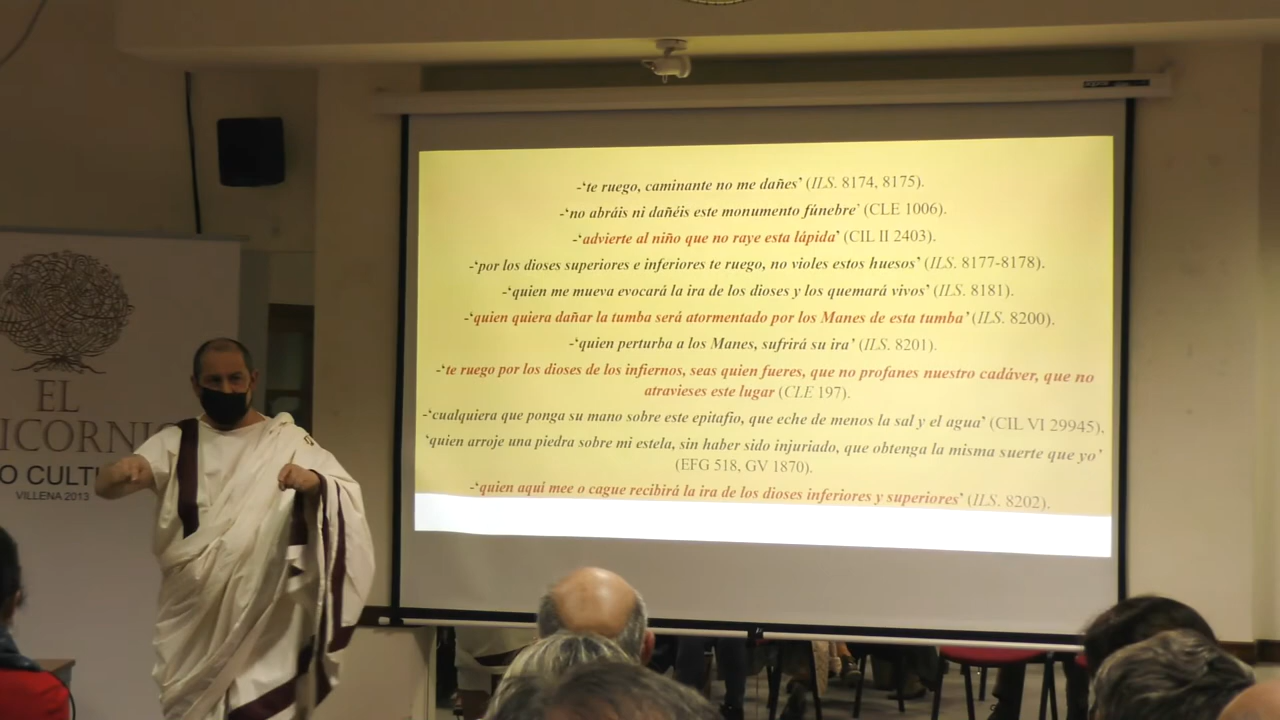 -‘te ruego, caminante no me dañes’ (ILS. 8174, 8175).
-‘no abráis ni dañéis este monumento fúnebre’ (CLE 1006).
-‘advierte al niño que no raye esta lápida’ (CIL II 2403).
-‘por los dioses superiores e inferiores te ruego, no violes estos huesos’ (ILS. 8177-8178).
-‘quien me mueva evocará la ira de los dioses y los quemará vivos’ (ILS. 8181).
-‘quien quiera dañar la tumba será atormentado por los Manes de esta tumba’ (ILS. 8200).
-‘quien perturba a los Manes, sufrirá su ira’ (ILS. 8201).
-‘te ruego por los dioses de los infiernos, seas quien fueres, que no profanes nuestro cadáver, que no
atravieses este lugar (CLE 197).
-‘cualquiera que ponga su mano sobre este epitafio, que eche de menos la sal y el agua’ (CIL VI 29945),
‘quien arroje una piedra sobre mi estela, sin haber sido injuriado, que obtenga la misma suerte que yo’
(EFG 518, GV 1870).
-‘quien aquí mee o cague recibirá la ira de los dioses inferiores y superiores’ (ILS. 8202).
EL
ICORNI
O CULT
VILLENA 2013